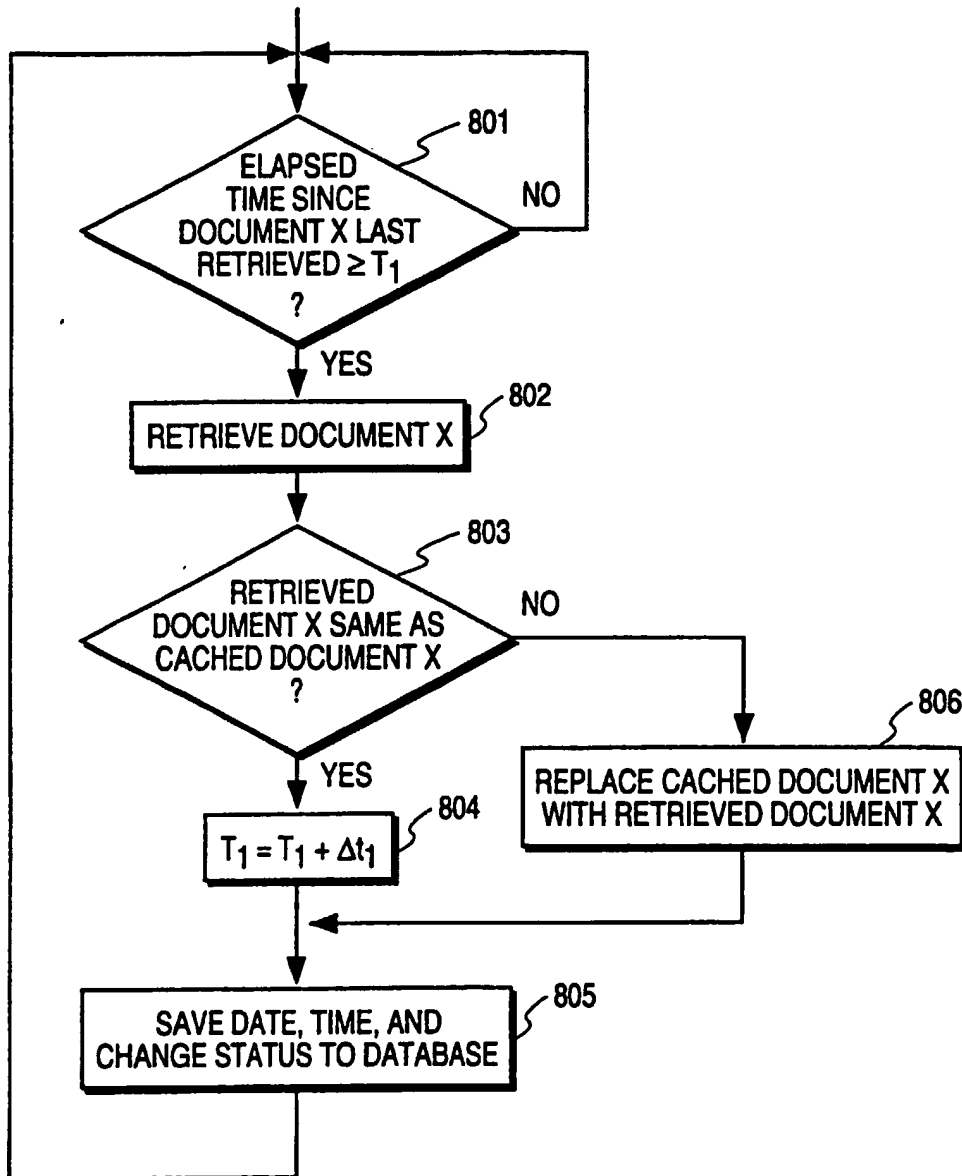 801
ELAPSED
TIME SINCE
DOCUMENT X LAST
RETRIEVED ≥ T1
?
NO
YES
802
RETRIEVE DOCUMENT X
803
RETRIEVED
DOCUMENT X SAME AS
CACHED DOCUMENT X
?
NO
YES
806
REPLACE CACHED DOCUMENT X
WITH RETRIEVED DOCUMENT X
804
T1 = T1 + Δt1
805
SAVE DATE, TIME, AND
CHANGE STATUS TO DATABASE